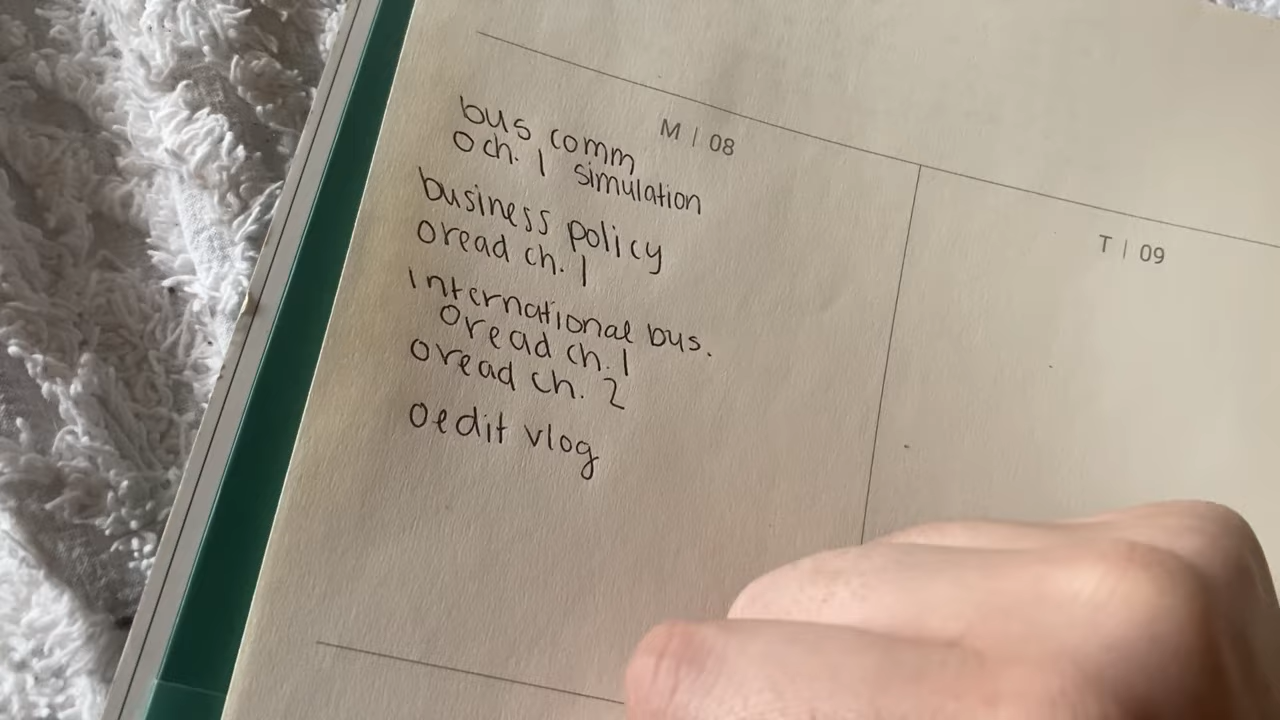 M | 08
bus comm
o ch. 1 simulation
business policy
o read ch. 1
International bus.
o read ch. 1
o read ch. 2
o edit vlog
T | 09